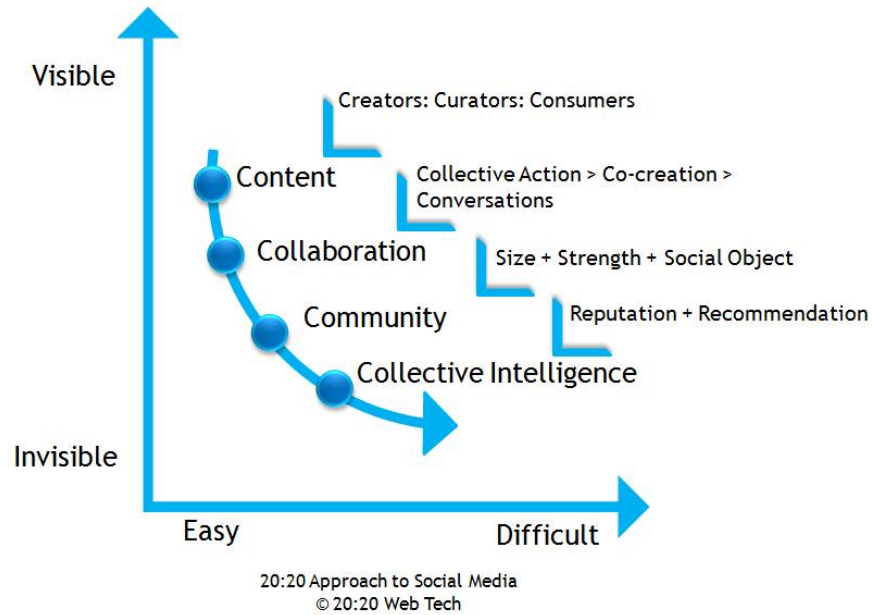 Visible
Creators: Curators: Consumers
Content
Collective Action > Co-creation >
Conversations
Collaboration
Size + Strength + Social Object
Community
Reputation + Recommendation
Collective Intelligence
Invisible
Easy
Difficult
20:20 Approach to Social Media
© 20:20 Web Tech